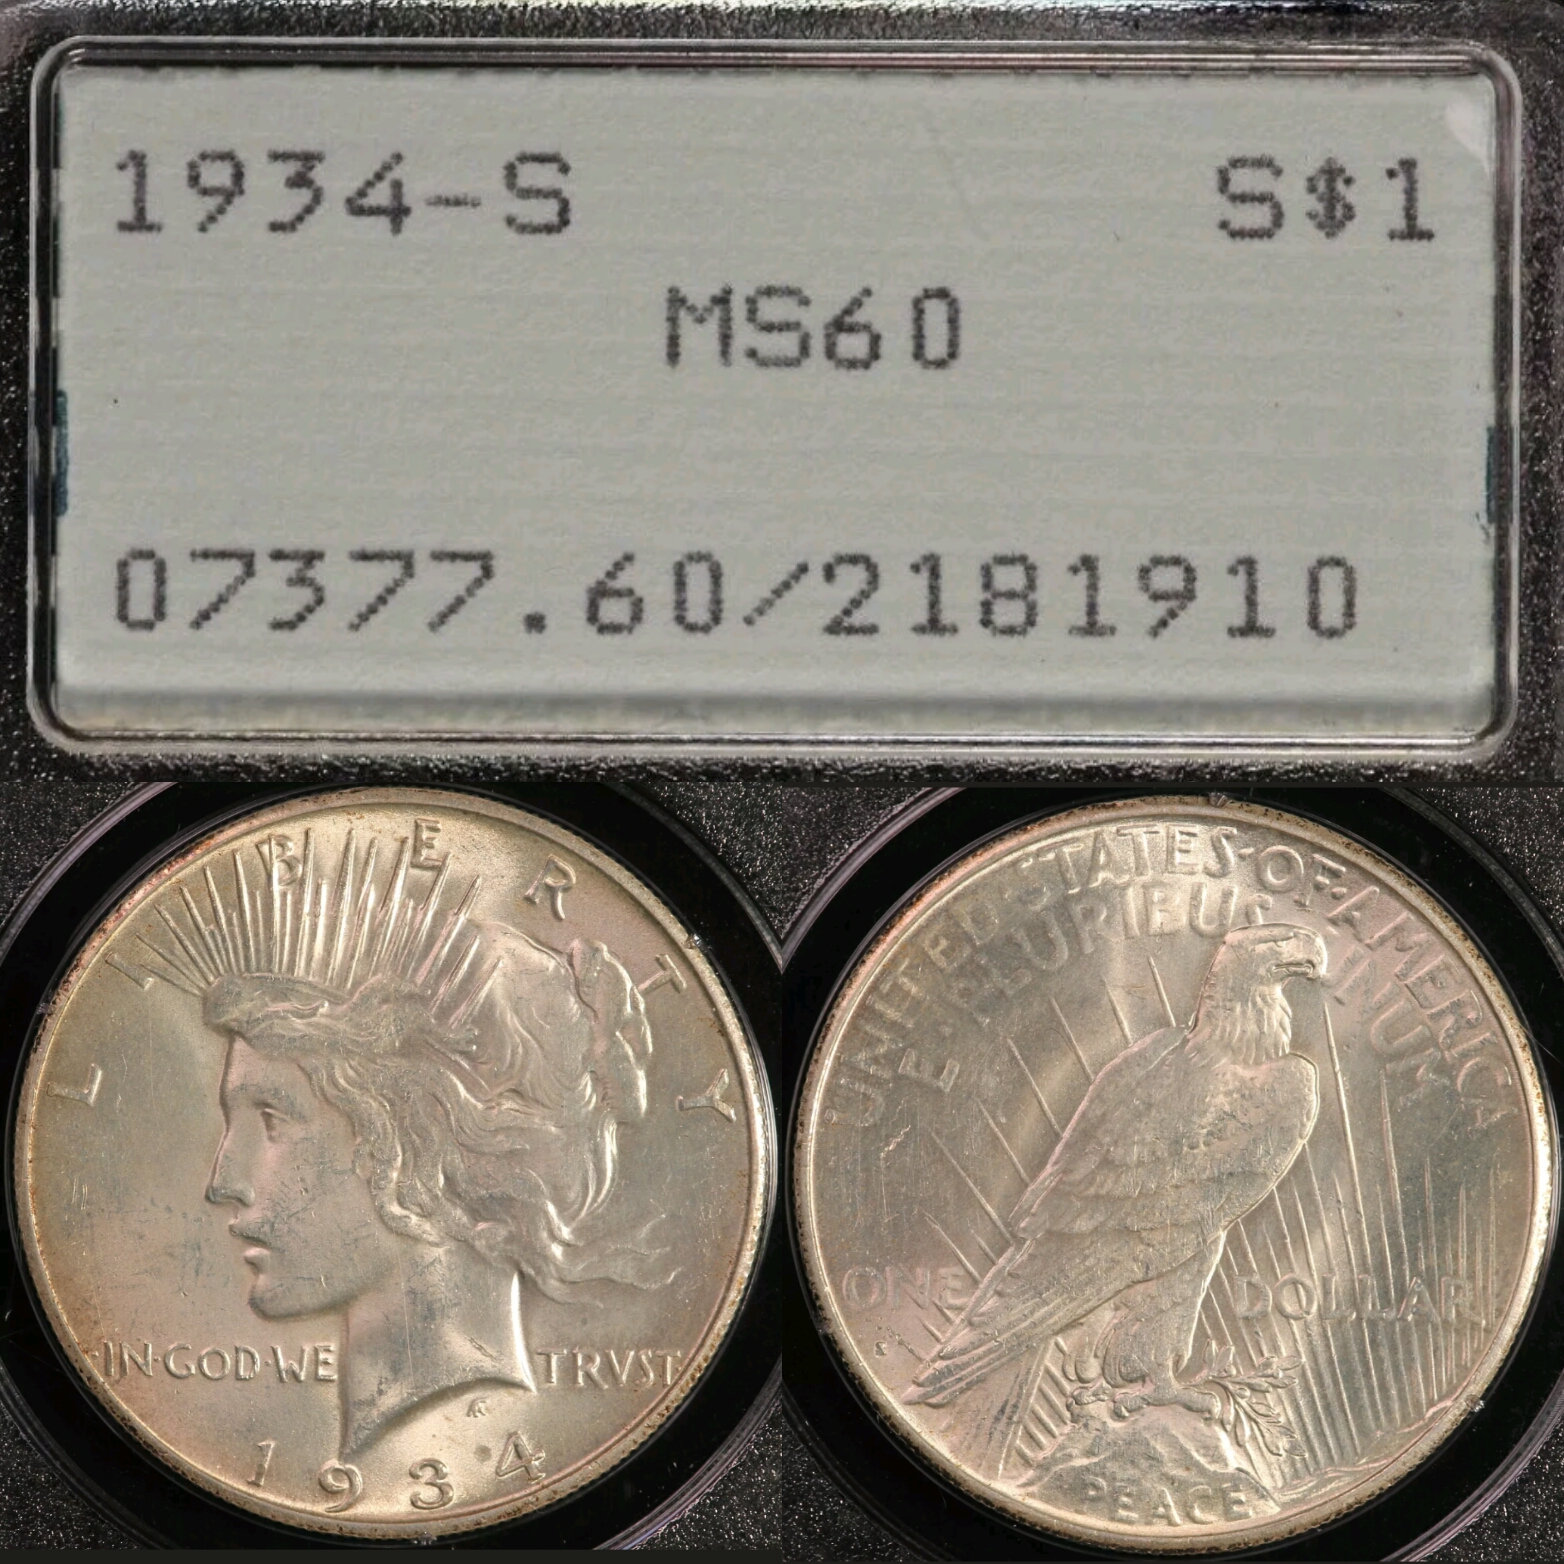 1934-S S$1
MS60
07377.60/2181910
LIBERTY
IN·GOD·WE TRVST
1934
UNITED·STATES·OF·AMERICA
E·PLURIBUS UNUM
ONE DOLLAR
S
PEACE